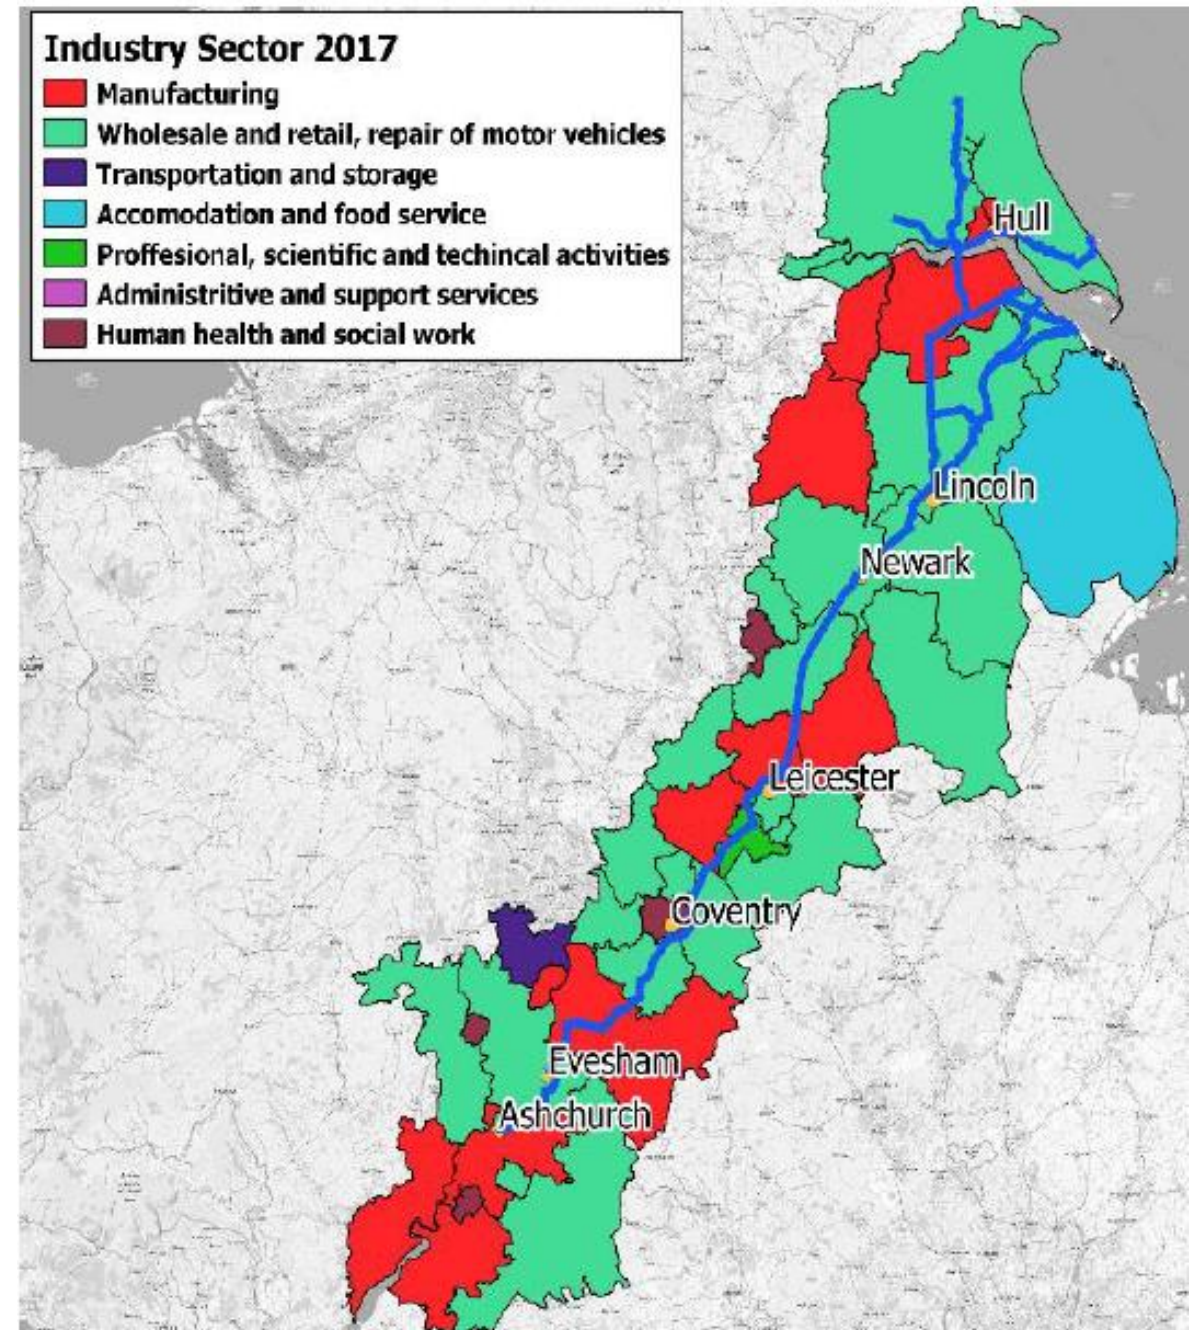 Industry Sector 2017
Manufacturing
Wholesale and retail, repair of motor vehicles
Transportation and storage
Accomodation and food service
Proffesional, scientific and techincal activities
Administritive and support services
Human health and social work
Hull
Lincoln
Newark
Leicester
Coventry
Evesham
Ashchurch